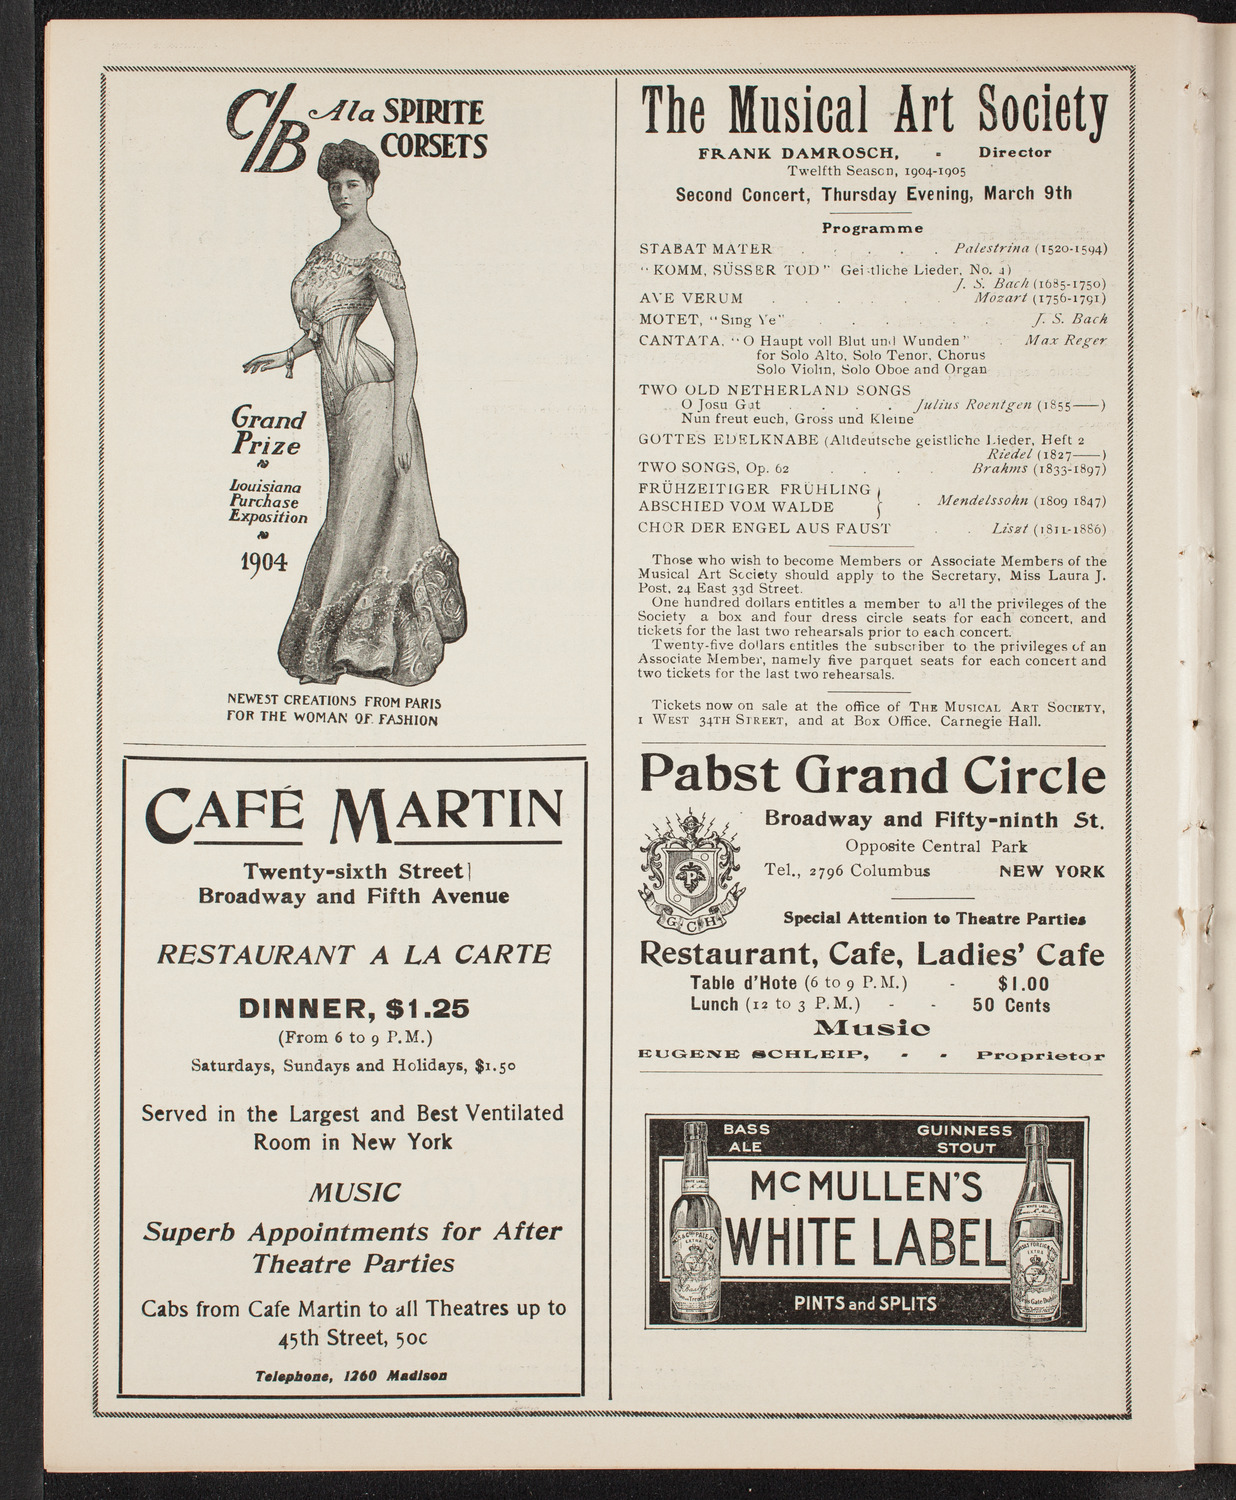 C/B Ala SPIRITE
CORSETS
Grand
Prize
Louisiana
Purchase
Exposition
1904
NEWEST CREATIONS FROM PARIS
FOR THE WOMAN OF FASHION
CAFÉ MARTIN
Twenty-sixth Street
Broadway and Fifth Avenue
RESTAURANT A LA CARTE
DINNER, $1.25
(From 6 to 9 P.M.)
Saturdays, Sundays and Holidays, $1.50
Served in the Largest and Best Ventilated
Room in New York
MUSIC
Superb Appointments for After
Theatre Parties
Cabs from Cafe Martin to all Theatres up to
45th Street, 50c
Telephone, 1260 Madison
The Musical Art Society
FRANK DAMROSCH, - Director
Twelfth Season, 1904-1905
Second Concert, Thursday Evening, March 9th
Programme
STABAT MATER . . . . . Palestrina (1520-1594)
"KOMM, SÜSSER TOD" Geistliche Lieder, No. 4)
J. S. Bach (1685-1750)
AVE VERUM . . . . . . Mozart (1756-1791)
MOTET, "Sing Ye" . . . . . J. S. Bach
CANTATA, "O Haupt voll Blut und Wunden" . Max Reger
for Solo Alto, Solo Tenor, Chorus
Solo Violin, Solo Oboe and Organ
TWO OLD NETHERLAND SONGS
O Josu Gat . . . . Julius Roentgen (1855——)
Nun freut euch, Gross und Kleine
GOTTES EDELKNABE (Altdeutsche geistliche Lieder, Heft 2
Riedel (1827——)
TWO SONGS, Op. 62 . . . . Brahms (1833-1897)
FRÜHZEITIGER FRÜHLING
ABSCHIED VOM WALDE } . Mendelssohn (1809 1847)
CHOR DER ENGEL AUS FAUST . . Liszt (1811-1886)
Those who wish to become Members or Associate Members of the
Musical Art Society should apply to the Secretary, Miss Laura J.
Post, 24 East 33d Street.
One hundred dollars entitles a member to all the privileges of the
Society a box and four dress circle seats for each concert, and
tickets for the last two rehearsals prior to each concert.
Twenty-five dollars entitles the subscriber to the privileges of an
Associate Member, namely five parquet seats for each concert and
two tickets for the last two rehearsals.
Tickets now on sale at the office of THE MUSICAL ART SOCIETY,
1 WEST 34TH STREET, and at Box Office, Carnegie Hall.
Pabst Grand Circle
Broadway and Fifty-ninth St.
Opposite Central Park
Tel., 2796 Columbus NEW YORK
P
G C H
Special Attention to Theatre Parties
Restaurant, Cafe, Ladies' Cafe
Table d'Hote (6 to 9 P.M.) - $1.00
Lunch (12 to 3 P.M.) - - 50 Cents
Music
EUGENE SCHLEIP, - - Proprietor
BASS
ALE
GUINNESS
STOUT
McMULLEN'S
WHITE LABEL
PINTS and SPLITS